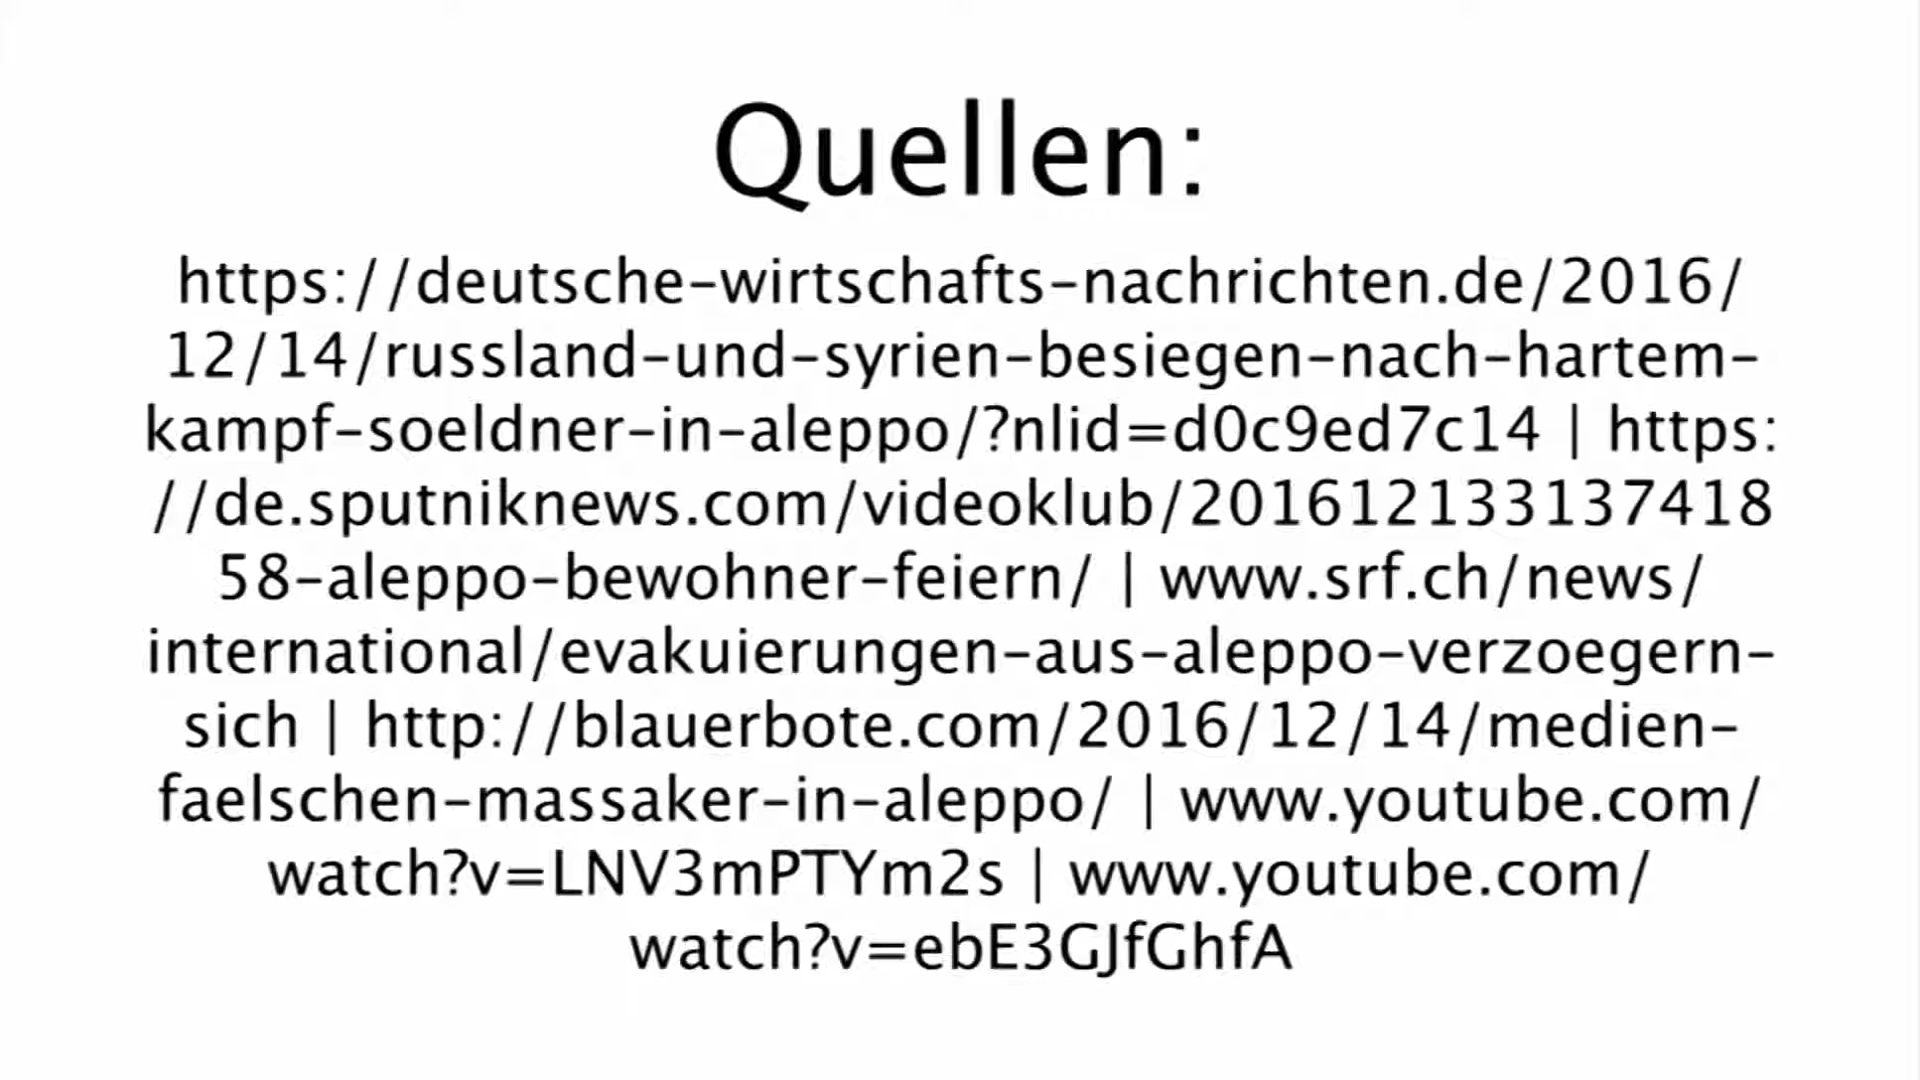 Quellen:
https://deutsche-wirtschafts-nachrichten.de/2016/
12/14/russland-und-syrien-besiegen-nach-hartem-
kampf-soeldner-in-aleppo/?nlid=d0c9ed7c14 | https:
//de.sputniknews.com/videoklub/201612133137418
58-aleppo-bewohner-feiern/ | www.srf.ch/news/
international/evakuierungen-aus-aleppo-verzoegern-
sich | http://blauerbote.com/2016/12/14/medien-
faelschen-massaker-in-aleppo/ | www.youtube.com/
watch?v=LNV3mPTYm2s | www.youtube.com/
watch?v=ebE3GJfGhfA